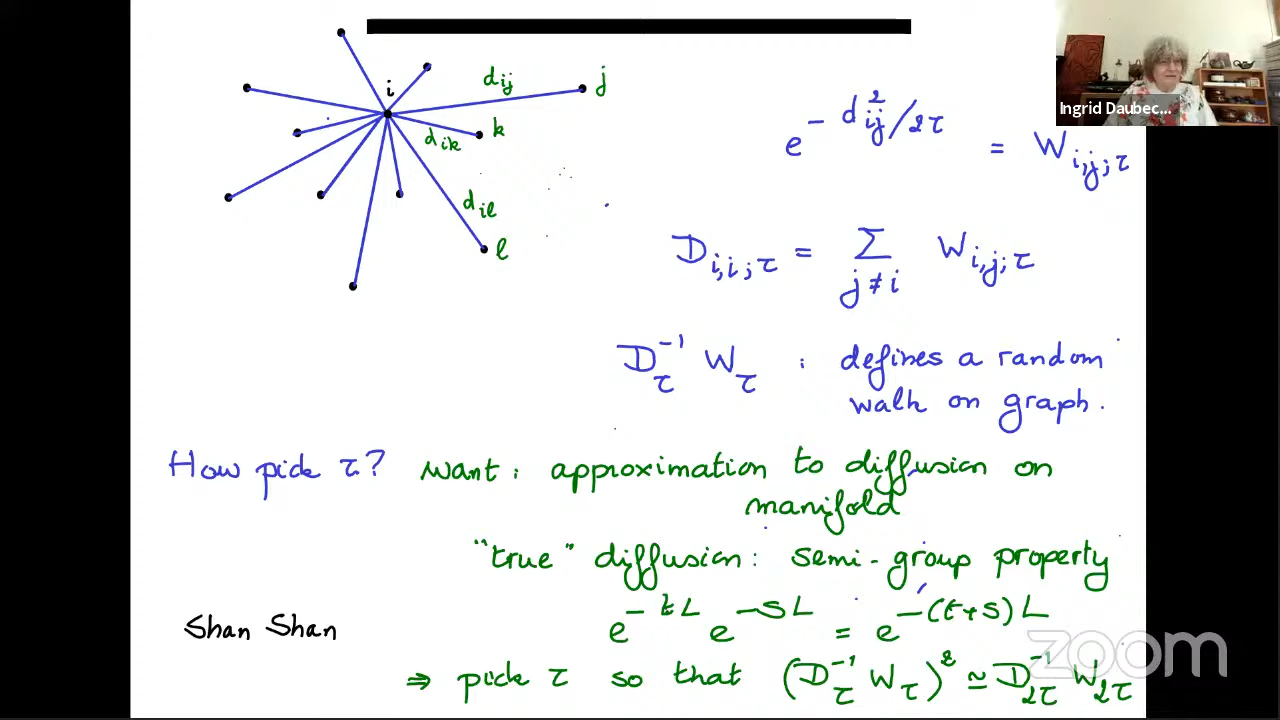 i
d_ij
j
k
d_ik
d_il
l
Ingrid Daubec...
e^{-d_{ij}^2/2τ} = W_{i,j;τ}
D_{i,i;τ} = Σ_{j≠i} W_{i,j;τ}
D_τ^{-1} W_τ : defines a random
walk on graph.
How pick τ? want: approximation to diffusion on
manifold
"true" diffusion: semi-group property
e^{-tL} e^{-sL} = e^{-(t+s)L}
Shan Shan
⇒ pick τ so that (D_τ^{-1} W_τ)^2 ≃ D_{2τ}^{-1} W_{2τ}
zoom